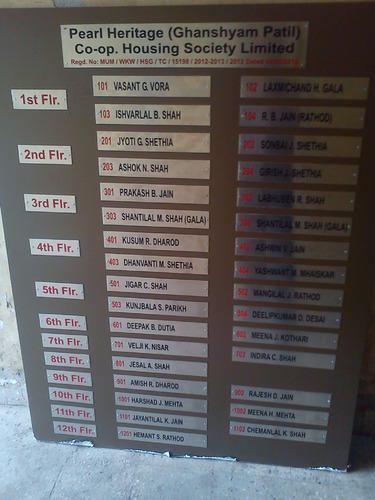 Pearl Heritage (Ghanshyam Patil)
Co-op. Housing Society Limited
Regd. No: MUM / WKW / HSG / TC / 15198 / 2012-2013 / 2012 Dated
1st Flr.
101 VASANT G. VORA
102 LAXMICHAND H. GALA
103 ISHVARLAL B. SHAH
104 R. B. JAIN (RATHOD)
2nd Flr.
201 JYOTI G. SHETHIA
202 SONBAI J. SHETHIA
203 ASHOK N. SHAH
204 GIRISH J. SHETHIA
3rd Flr.
301 PRAKASH B. JAIN
LABHUBEN R. SHAH
303 SHANTILAL M. SHAH (GALA)
SHANTILAL M. SHAH (GALA)
4th Flr.
401 KUSUM R. DHAROD
402 ASHWIN V. JAIN
403 DHANVANTI M. SHETHIA
404 YASHWANT M. MHAISKAR
5th Flr.
501 JIGAR C. SHAH
502 MANGILAL J. RATHOD
503 KUNJBALA S. PARIKH
504 DEELIPKUMAR D. DESAI
6th Flr.
601 DEEPAK B. DUTIA
602 MEENA J. KOTHARI
7th Flr.
701 VELJI K. NISAR
702 INDIRA C. SHAH
8th Flr.
801 JESAL A. SHAH
9th Flr.
901 AMISH R. DHAROD
902 RAJESH D. JAIN
10th Flr.
1001 HARSHAD J. MEHTA
1002 MEENA H. MEHTA
11th Flr.
1101 JAYANTILAL K. JAIN
1102 CHEMANLAL K. SHAH
12th Flr.
1201 HEMANT S. RATHOD